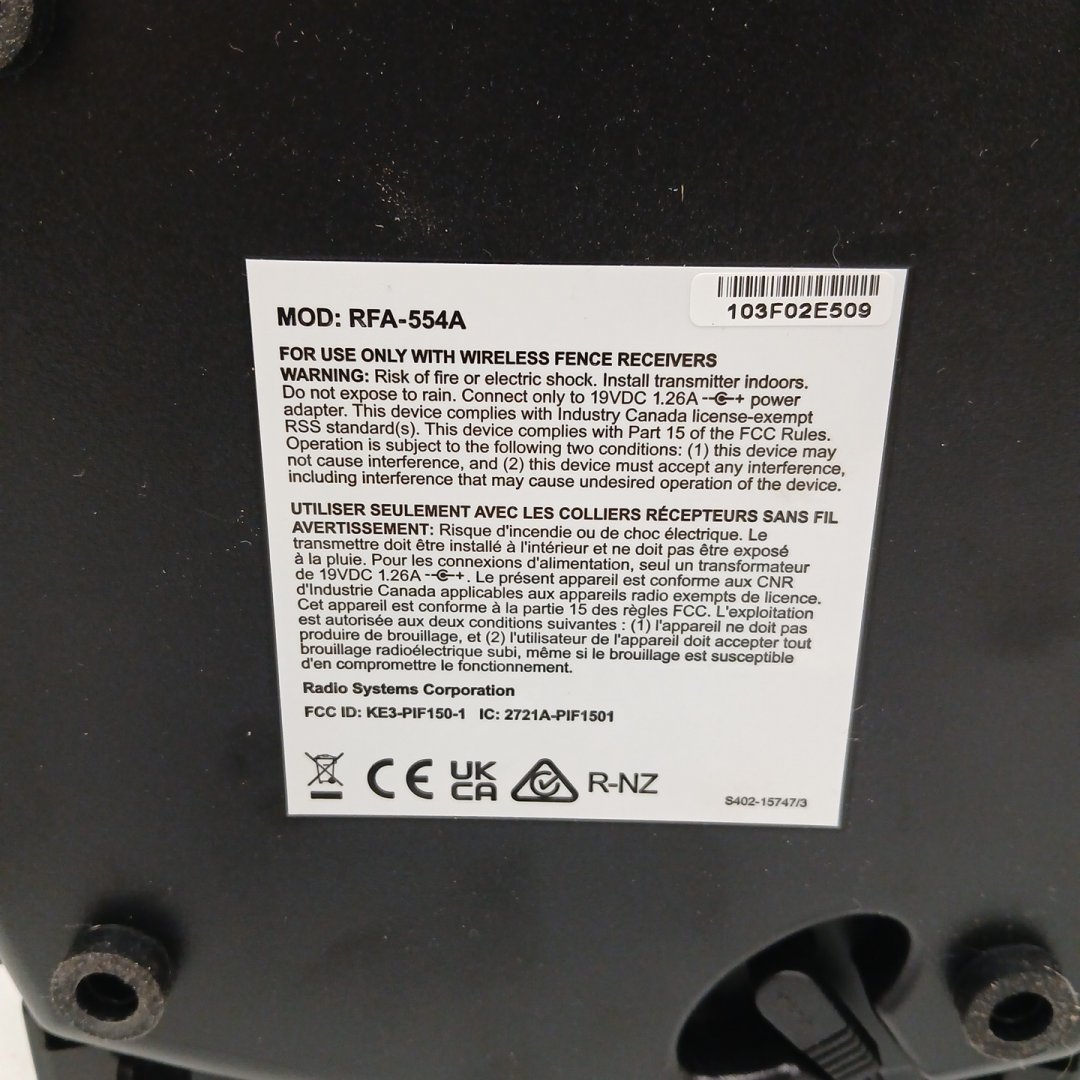 103F02E509
MOD: RFA-554A
FOR USE ONLY WITH WIRELESS FENCE RECEIVERS
WARNING: Risk of fire or electric shock. Install transmitter indoors.
Do not expose to rain. Connect only to 19VDC 1.26A + power
adapter. This device complies with Industry Canada license-exempt
RSS standard(s). This device complies with Part 15 of the FCC Rules.
Operation is subject to the following two conditions: (1) this device may
not cause interference, and (2) this device must accept any interference,
including interference that may cause undesired operation of the device.
UTILISER SEULEMENT AVEC LES COLLIERS RÉCEPTEURS SANS FIL
AVERTISSEMENT: Risque d'incendie ou de choc électrique. Le
transmettre doit être installé à l'intérieur et ne doit pas être exposé
à la pluie. Pour les connexions d'alimentation, seul un transformateur
de 19VDC 1.26A + . Le présent appareil est conforme aux CNR
d'Industrie Canada applicables aux appareils radio exempts de licence.
Cet appareil est conforme à la partie 15 des règles FCC. L'exploitation
est autorisée aux deux conditions suivantes : (1) l'appareil ne doit pas
produire de brouillage, et (2) l'utilisateur de l'appareil doit accepter tout
brouillage radioélectrique subi, même si le brouillage est susceptible
d'en compromettre le fonctionnement.
Radio Systems Corporation
FCC ID: KE3-PIF150-1 IC: 2721A-PIF1501
CE UK CA R-NZ
S402-15747/3